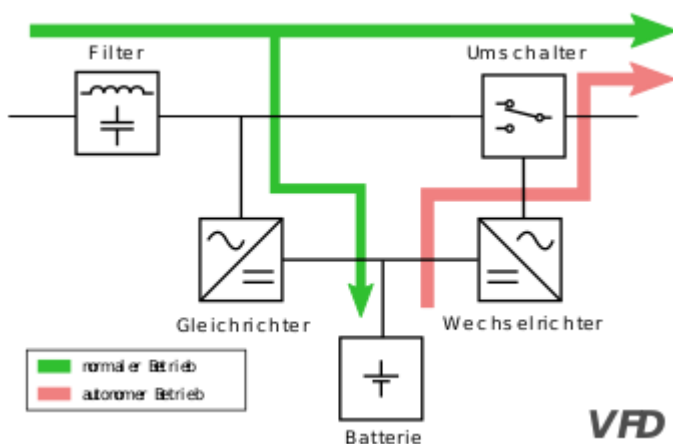 Filter
Umschalter
Gleichrichter
Wechselrichter
normaler Betrieb
autonomer Betrieb
Batterie
VFD